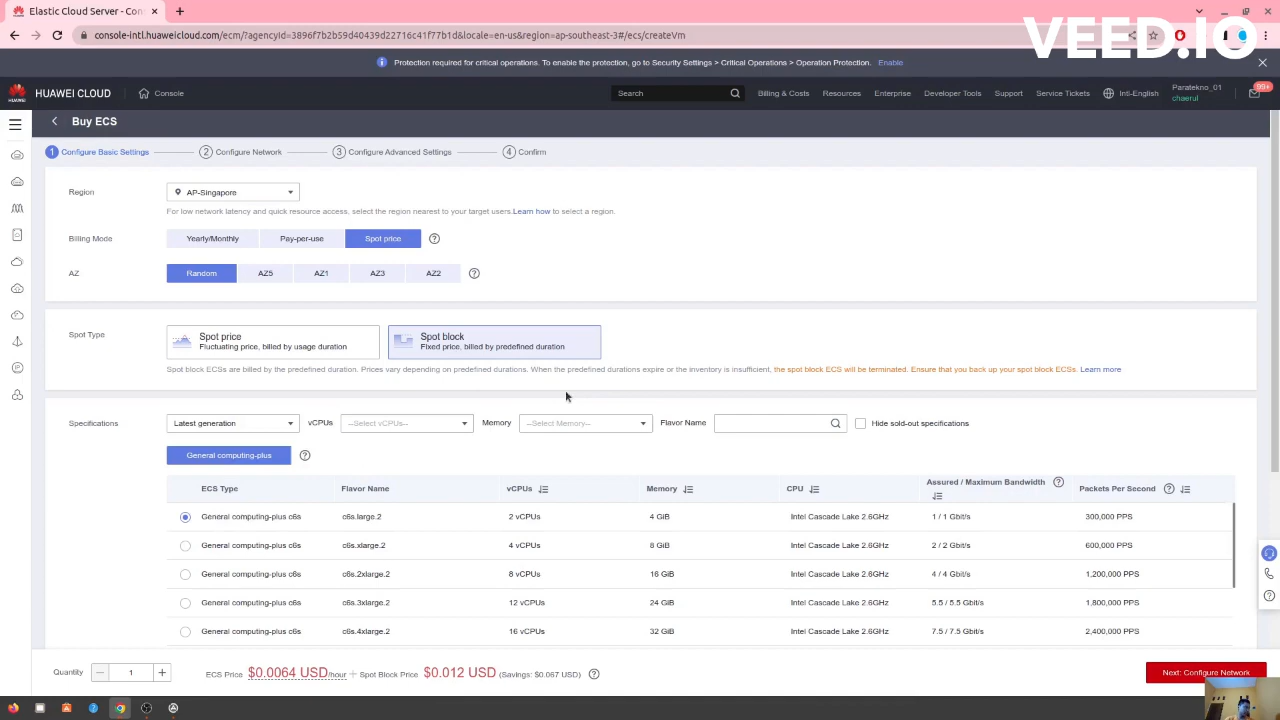 Elastic Cloud Server - Con
VEED.IO
console-intl.huaweicloud.com/ecm/?agencyId=3896f7b2b59d47d182d22711fdf1f7d0&locale=en-us&region=ap-southeast-3#/ecs/createVm
Protection required for critical operations. To enable the protection, go to Security Settings > Critical Operations > Operation Protection. Enable
HUAWEI
HUAWEI CLOUD Console Search Billing & Costs Resources Enterprise Developer Tools Support Service Tickets Intl-English Paratekno_01 99+
chaerul
Buy ECS
1 Configure Basic Settings 2 Configure Network 3 Configure Advanced Settings 4 Confirm
Region AP-Singapore
For low network latency and quick resource access, select the region nearest to your target users.Learn how to select a region.
Billing Mode Yearly/Monthly Pay-per-use Spot price
AZ Random AZ5 AZ1 AZ3 AZ2
Spot Type Spot price Spot block
Fluctuating price, billed by usage duration Fixed price, billed by predefined duration
Spot block ECSs are billed by the predefined duration. Prices vary depending on predefined durations. When the predefined durations expire or the inventory is insufficient, the spot block ECS will be terminated. Ensure that you back up your spot block ECSs. Learn more
Specifications Latest generation vCPUs --Select vCPUs-- Memory --Select Memory-- Flavor Name Hide sold-out specifications
General computing-plus
ECS Type Flavor Name vCPUs Memory CPU Assured / Maximum Bandwidth Packets Per Second
General computing-plus c6s c6s.large.2 2 vCPUs 4 GiB Intel Cascade Lake 2.6GHz 1 / 1 Gbit/s 300,000 PPS
General computing-plus c6s c6s.xlarge.2 4 vCPUs 8 GiB Intel Cascade Lake 2.6GHz 2 / 2 Gbit/s 600,000 PPS
General computing-plus c6s c6s.2xlarge.2 8 vCPUs 16 GiB Intel Cascade Lake 2.6GHz 4 / 4 Gbit/s 1,200,000 PPS
General computing-plus c6s c6s.3xlarge.2 12 vCPUs 24 GiB Intel Cascade Lake 2.6GHz 5.5 / 5.5 Gbit/s 1,800,000 PPS
General computing-plus c6s c6s.4xlarge.2 16 vCPUs 32 GiB Intel Cascade Lake 2.6GHz 7.5 / 7.5 Gbit/s 2,400,000 PPS
Quantity 1 ECS Price $0.0064 USD/hour + Spot Block Price $0.012 USD (Savings: $0.067 USD) Next: Configure Network